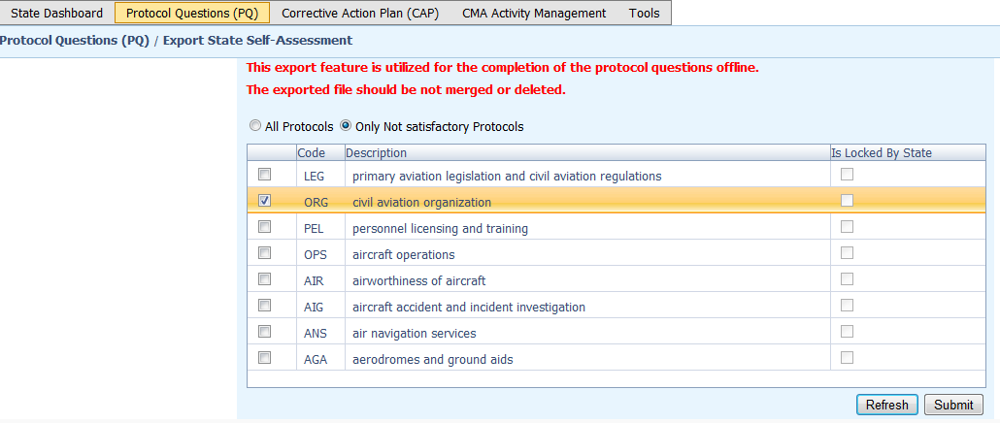 State Dashboard Protocol Questions (PQ) Corrective Action Plan (CAP) CMA Activity Management Tools
Protocol Questions (PQ) / Export State Self-Assessment
This export feature is utilized for the completion of the protocol questions offline.
The exported file should be not merged or deleted.
All Protocols Only Not satisfactory Protocols
Code Description Is Locked By State
LEG primary aviation legislation and civil aviation regulations
ORG civil aviation organization
PEL personnel licensing and training
OPS aircraft operations
AIR airworthiness of aircraft
AIG aircraft accident and incident investigation
ANS air navigation services
AGA aerodromes and ground aids
Refresh Submit